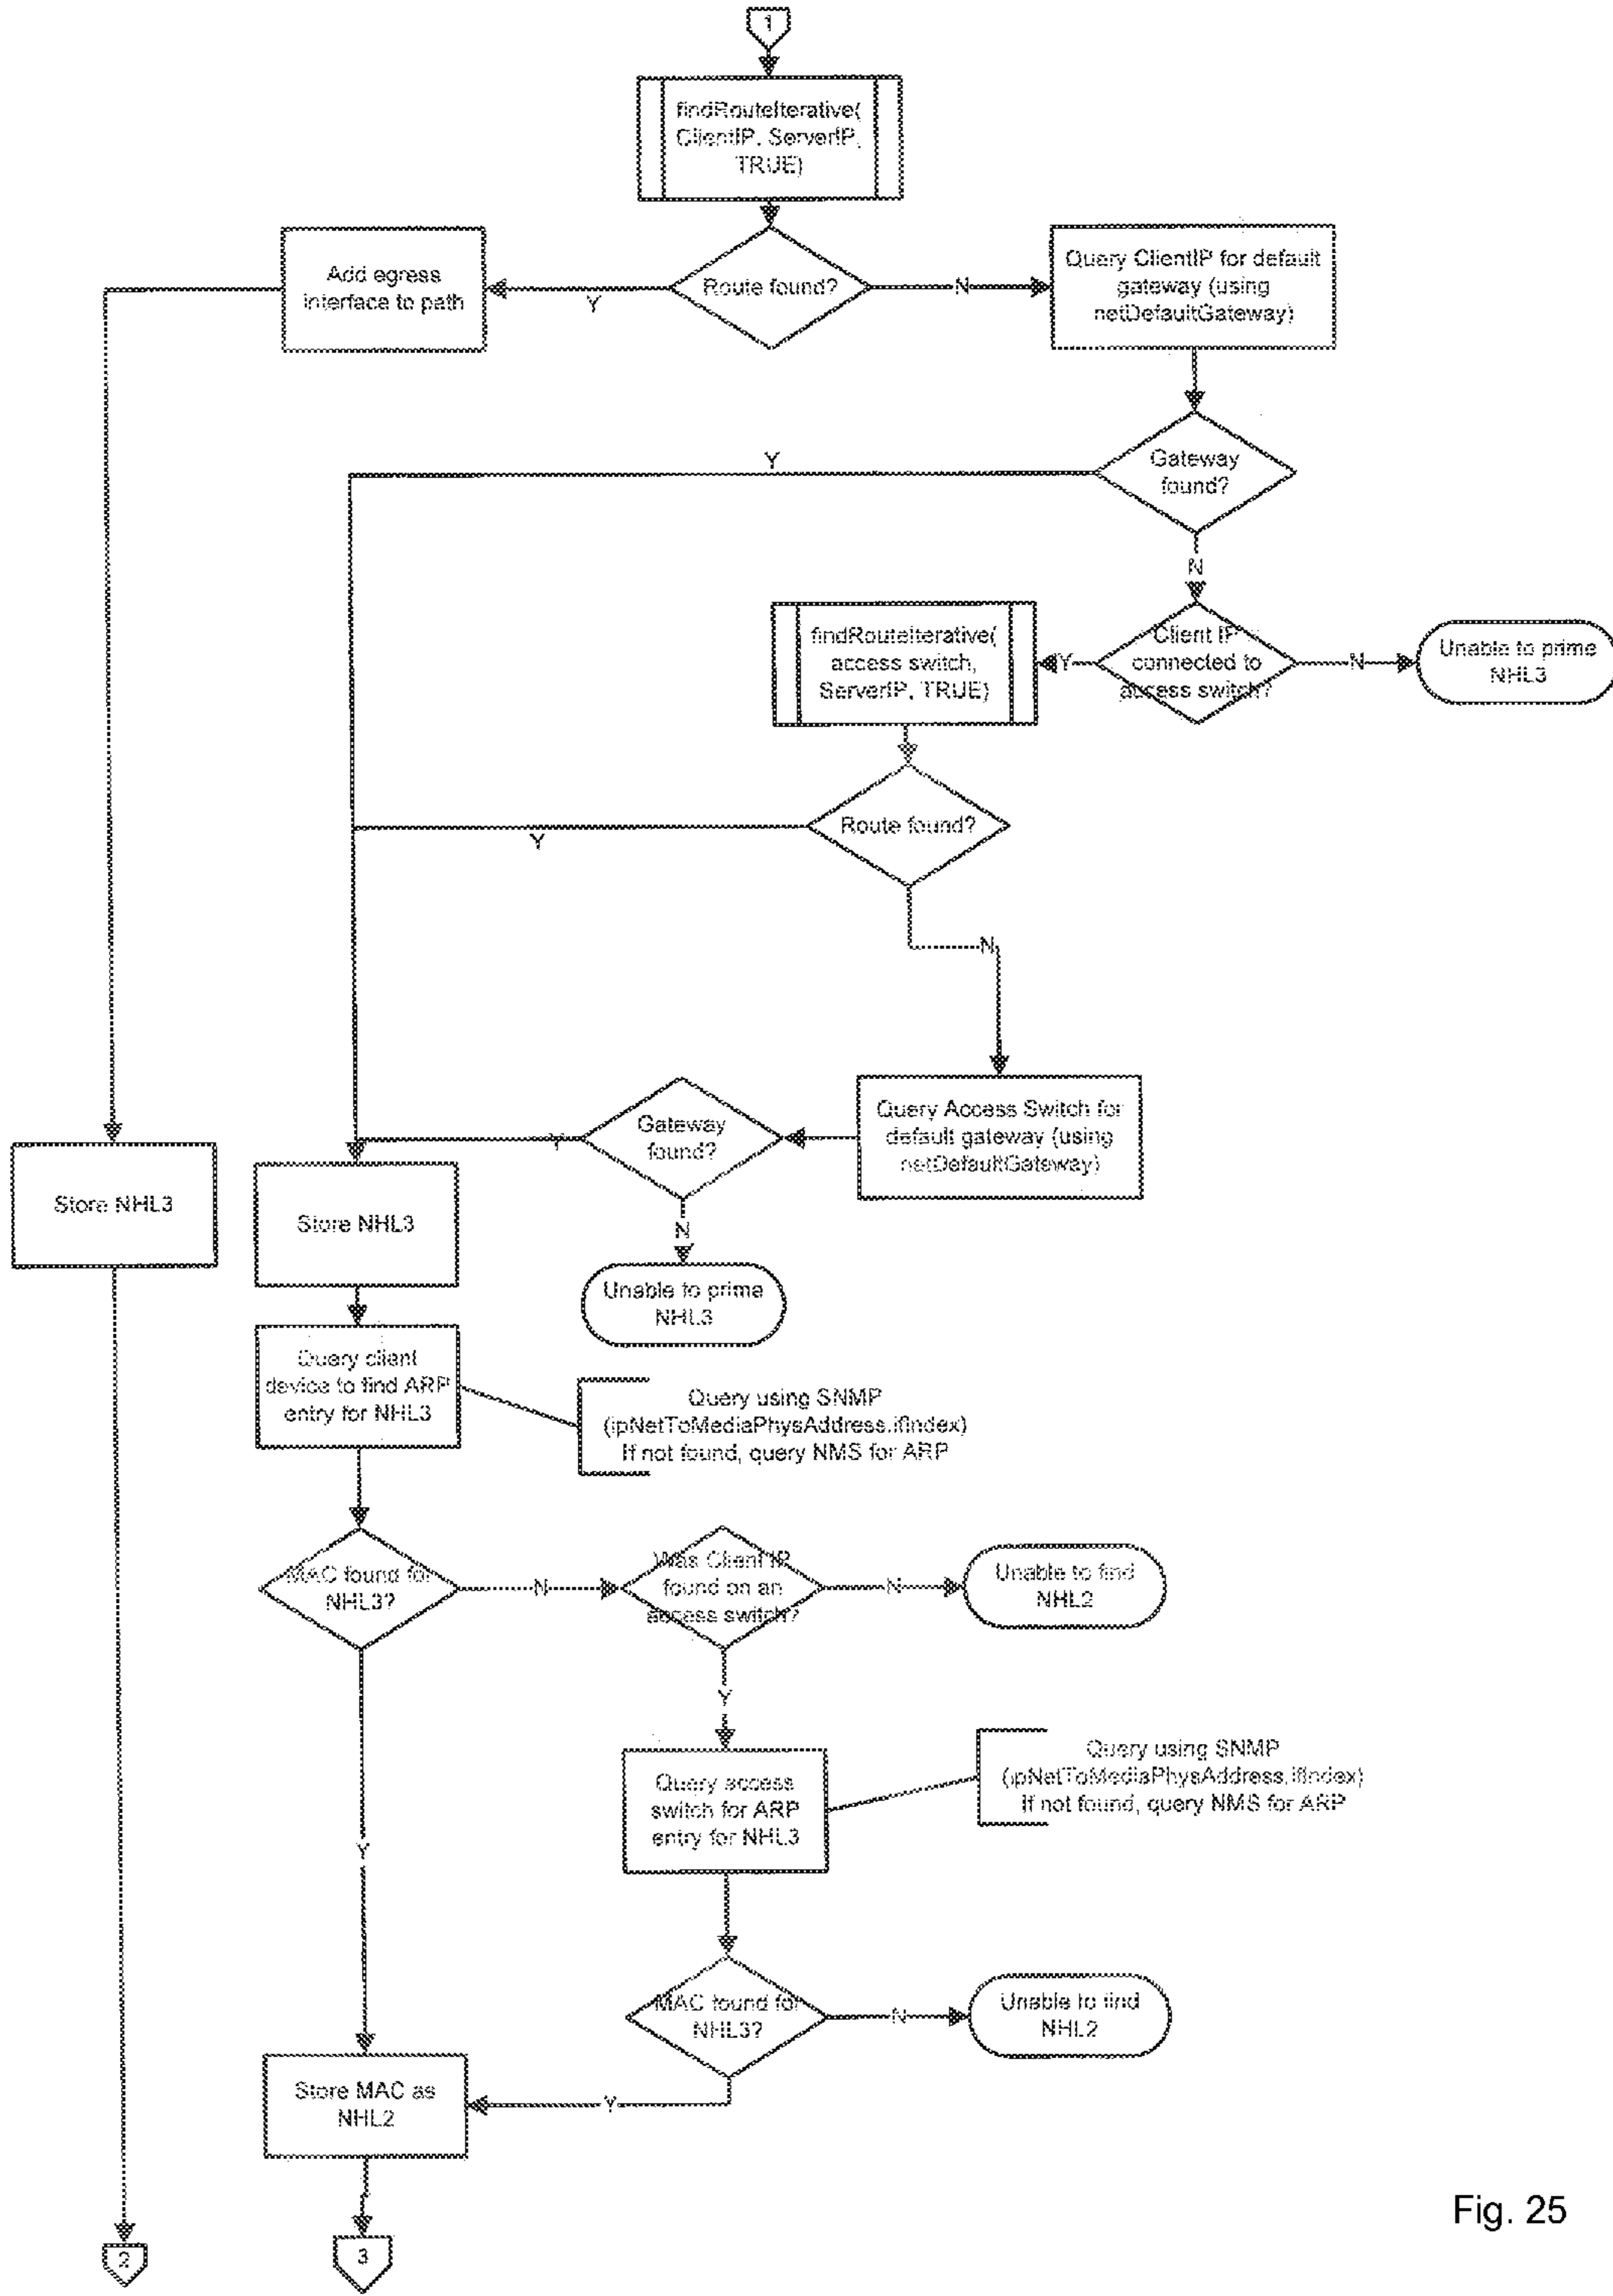 1
findRouteIterative(
ClientIP, ServerIP,
TRUE)
Add egress
interface to path
Y
Route found?
N
Query ClientIP for default
gateway (using
netDefaultGateway)
Y
Gateway
found?
N
findRouteIterative(
access switch,
ServerIP, TRUE)
Y
Client IP
connected to
access switch?
N
Unable to prime
NHL3
Y
Route found?
N
Store NHL3
Store NHL3
Y
Gateway
found?
Query Access Switch for
default gateway (using
netDefaultGateway)
N
Unable to prime
NHL3
Query client
device to find ARP
entry for NHL3
Query using SNMP
(ipNetToMediaPhysAddress.ifIndex)
If not found, query NMS for ARP
MAC found for
NHL3?
N
Was Client IP
found on an
access switch?
N
Unable to find
NHL2
Y
Y
Query access
switch for ARP
entry for NHL3
Query using SNMP
(ipNetToMediaPhysAddress.ifIndex)
If not found, query NMS for ARP
MAC found for
NHL3?
N
Unable to find
NHL2
Store MAC as
NHL2
Y
2
3
Fig. 25